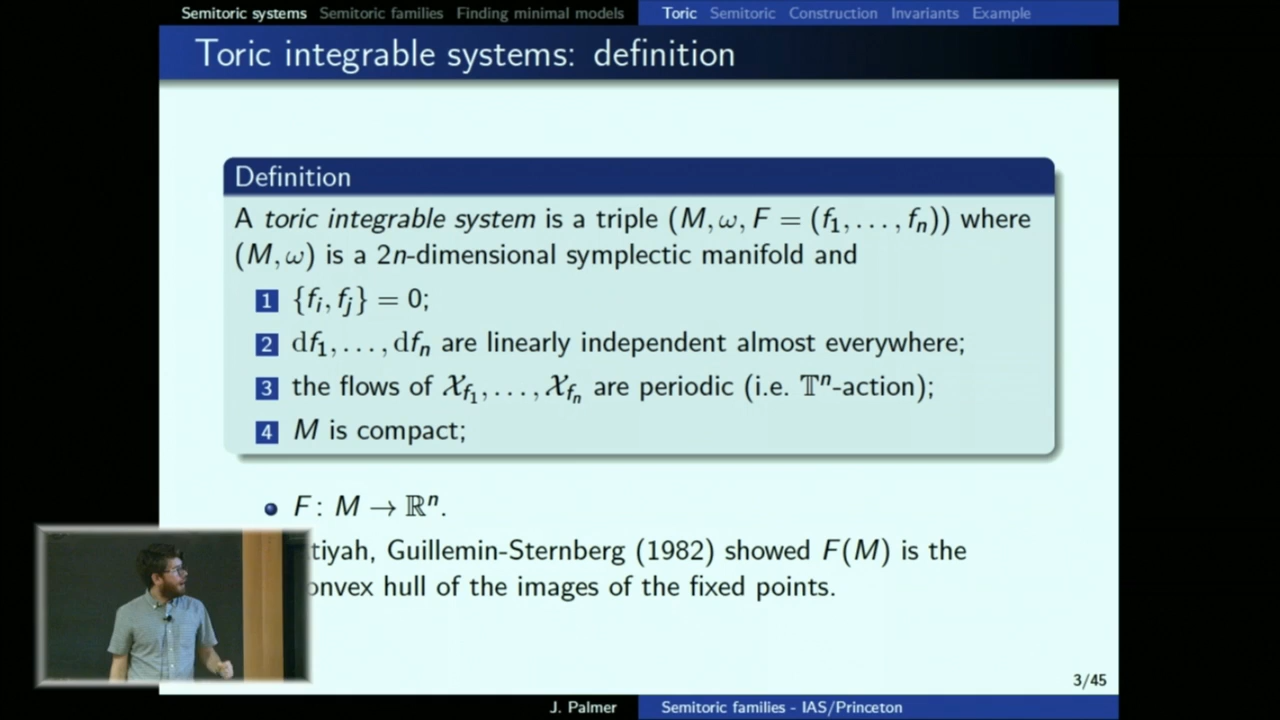 Semitoric systems Semitoric families Finding minimal models Toric Semitoric Construction Invariants Example
Toric integrable systems: definition
Definition
A toric integrable system is a triple (M, ω, F = (f₁, . . . , fₙ)) where
(M, ω) is a 2n-dimensional symplectic manifold and
1 {fᵢ, fⱼ} = 0;
2 df₁, . . . , dfₙ are linearly independent almost everywhere;
3 the flows of 𝒳_f₁, . . . , 𝒳_fₙ are periodic (i.e. 𝕋ⁿ-action);
4 M is compact;
F : M → ℝⁿ.
tiyah, Guillemin-Sternberg (1982) showed F(M) is the
onvex hull of the images of the fixed points.
3/45
J. Palmer Semitoric families - IAS/Princeton